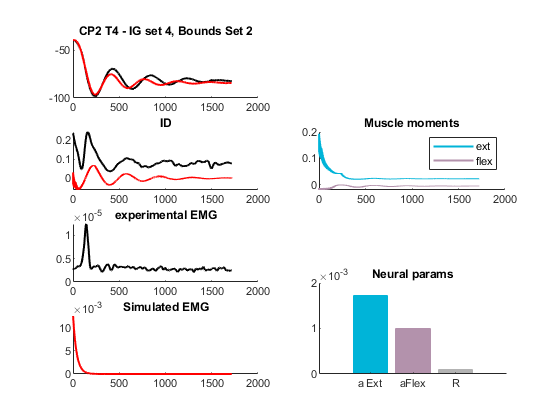 CP2 T4 - IG set 4, Bounds Set 2
-50
-100
0 500 1000 1500 2000
ID
0.2
0.1
0
0 500 1000 1500 2000
Muscle moments
0.2
0.1
0
ext
flex
0 500 1000 1500 2000
×10-5
experimental EMG
1
0.5
0
0 500 1000 1500 2000
×10-3
Simulated EMG
10
5
0
0 500 1000 1500 2000
×10-3
Neural params
2
1
0
a Ext aFlex R